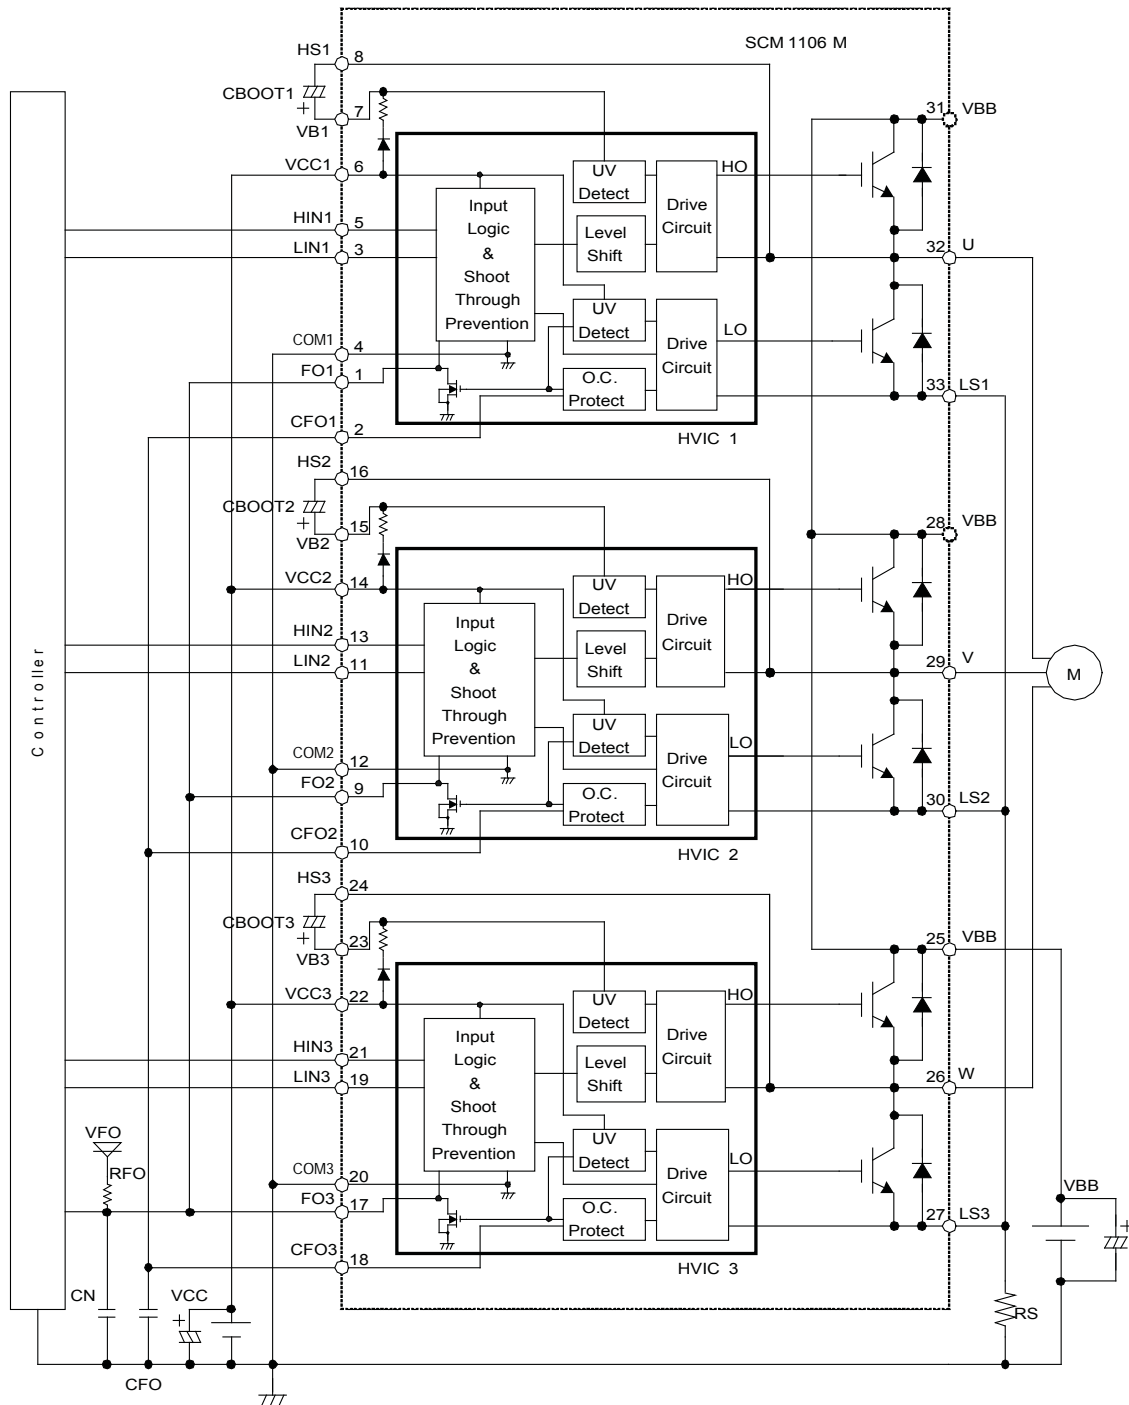 SCM 1106 M
HS1
8
CBOOT1
+
7
VB1
31
VBB
VCC1
6
HIN1
5
LIN1
3
UV
Detect
Drive
Circuit
HO
Input
Logic
&
Shoot
Through
Prevention
Level
Shift
32
U
UV
Detect
Drive
Circuit
LO
COM1
4
FO1
1
O.C.
Protect
33
LS1
CFO1
2
HVIC 1
HS2
16
CBOOT2
+
15
VB2
28
VBB
VCC2
14
HIN2
13
LIN2
11
UV
Detect
Drive
Circuit
HO
Input
Logic
&
Shoot
Through
Prevention
Level
Shift
29
V
M
Controller
UV
Detect
Drive
Circuit
LO
COM2
12
FO2
9
O.C.
Protect
30
LS2
CFO2
10
HVIC 2
HS3
24
CBOOT3
+
23
VB3
25
VBB
VCC3
22
HIN3
21
LIN3
19
UV
Detect
Drive
Circuit
HO
Input
Logic
&
Shoot
Through
Prevention
Level
Shift
26
W
UV
Detect
Drive
Circuit
LO
VFO
RFO
COM3
20
FO3
17
O.C.
Protect
27
LS3
VBB
+
CFO3
18
HVIC 3
CN
VCC
+
RS
CFO